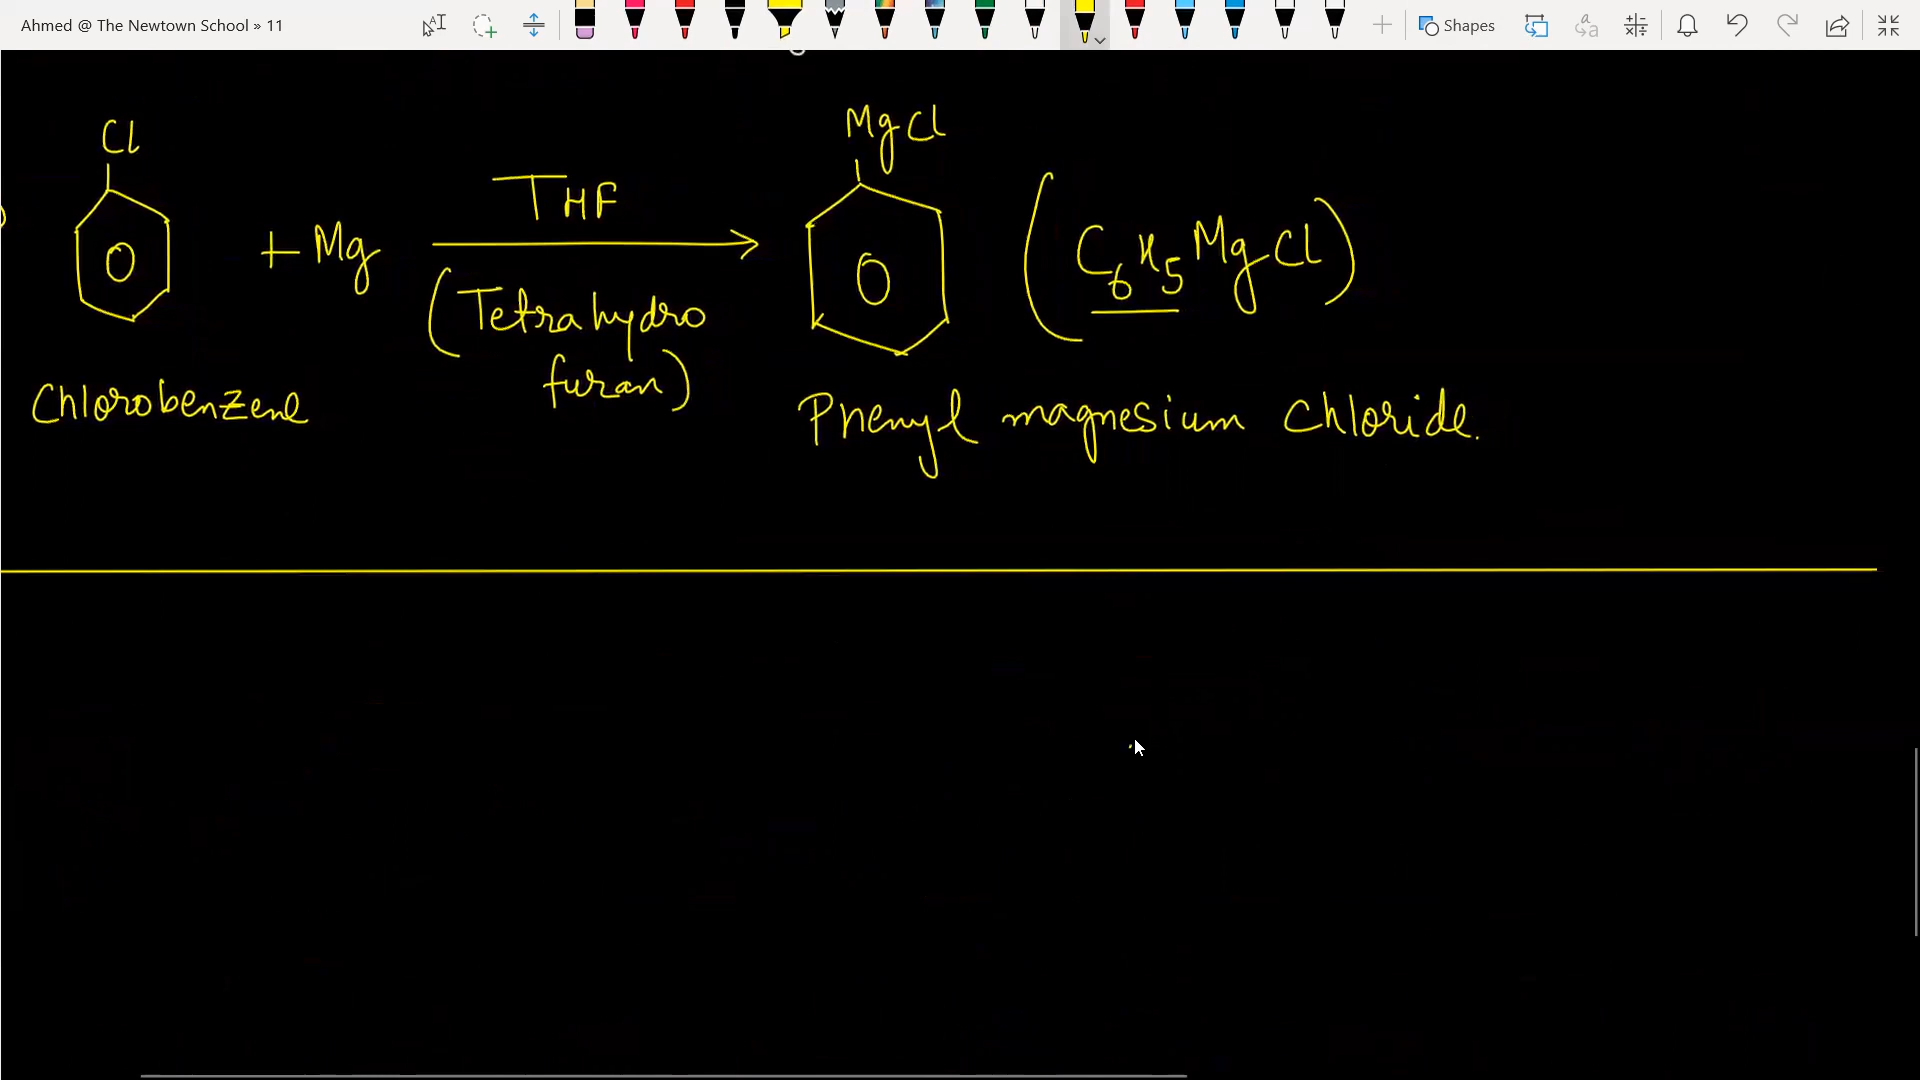 Ahmed @ The Newtown School » 11
Shapes
Cl
MgCl
THF
+ Mg
(C6H5MgCl)
(Tetrahydro
furan)
Chlorobenzene
Phenyl magnesium Chloride.